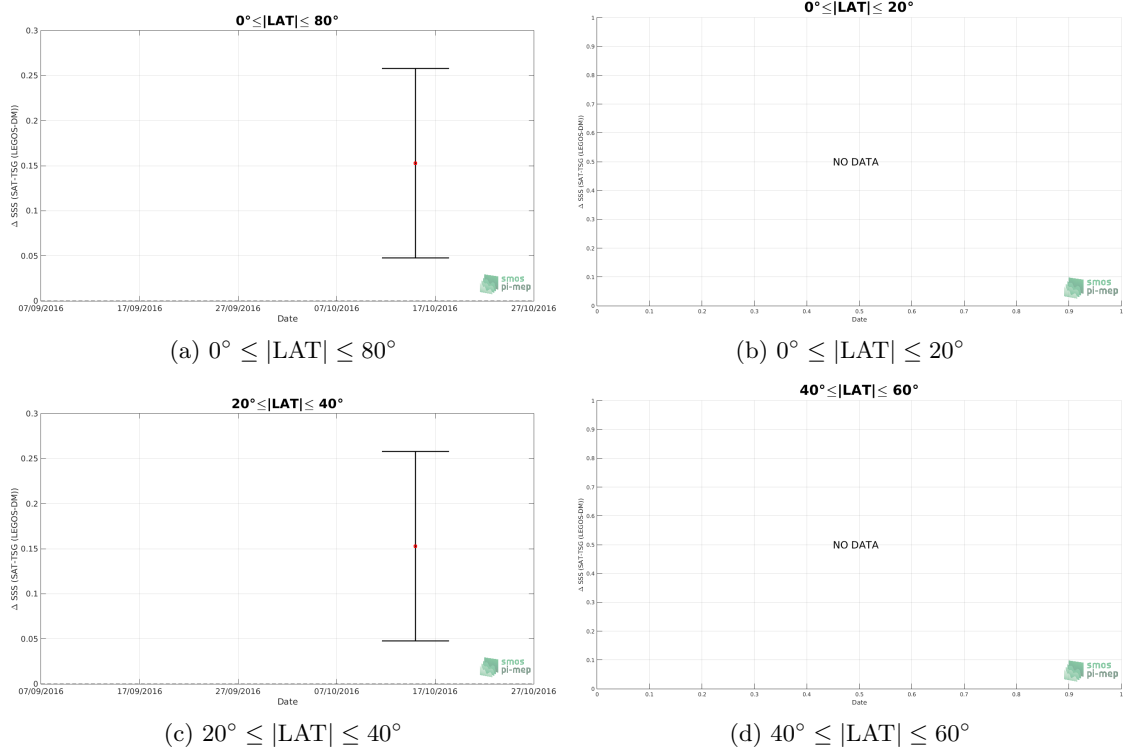 0°≤|LAT|≤ 80°
0.3
0.25
0.2
0.15
0.1
0.05
0
Δ SSS (SAT-TSG (LEGOS-DM))
07/09/2016 17/09/2016 27/09/2016 07/10/2016 17/10/2016 27/10/2016
Date
smos
pi-mep
(a) 0° ≤ |LAT| ≤ 80°
0°≤|LAT|≤ 20°
1
0.9
0.8
0.7
0.6
0.5
0.4
0.3
0.2
0.1
0
Δ SSS (SAT-TSG (LEGOS-DM))
NO DATA
0 0.1 0.2 0.3 0.4 0.5 0.6 0.7 0.8 0.9 1
Date
smos
pi-mep
(b) 0° ≤ |LAT| ≤ 20°
20°≤|LAT|≤ 40°
0.3
0.25
0.2
0.15
0.1
0.05
0
Δ SSS (SAT-TSG (LEGOS-DM))
07/09/2016 17/09/2016 27/09/2016 07/10/2016 17/10/2016 27/10/2016
Date
smos
pi-mep
(c) 20° ≤ |LAT| ≤ 40°
40°≤|LAT|≤ 60°
1
0.9
0.8
0.7
0.6
0.5
0.4
0.3
0.2
0.1
0
Δ SSS (SAT-TSG (LEGOS-DM))
NO DATA
0 0.1 0.2 0.3 0.4 0.5 0.6 0.7 0.8 0.9 1
Date
smos
pi-mep
(d) 40° ≤ |LAT| ≤ 60°